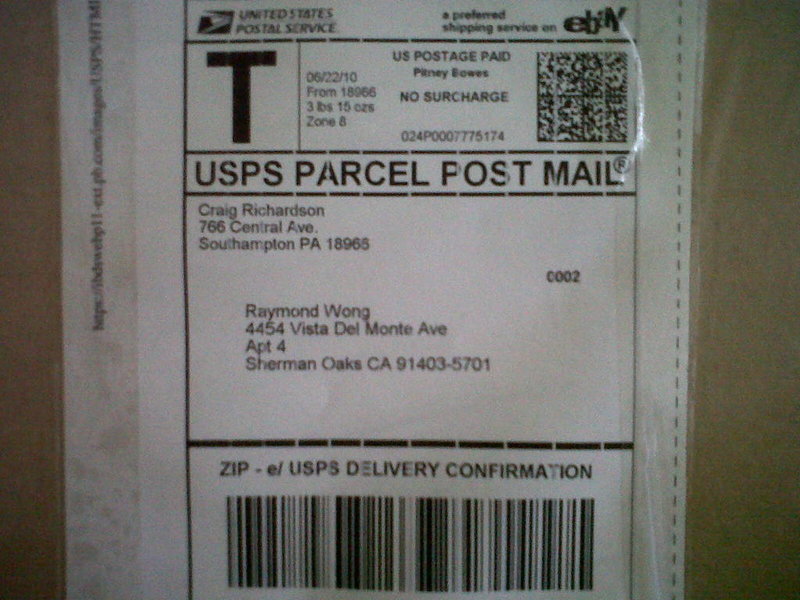 UNITED STATES
POSTAL SERVICE
a preferred
shipping service on ebay
T
06/22/10
From 18966
3 lbs 15 ozs
Zone 8
US POSTAGE PAID
Pitney Bowes
NO SURCHARGE
024P0007775174
USPS PARCEL POST MAIL®
Craig Richardson
766 Central Ave.
Southampton PA 18966
0002
Raymond Wong
4454 Vista Del Monte Ave
Apt 4
Sherman Oaks CA 91403-5701
ZIP - e/ USPS DELIVERY CONFIRMATION